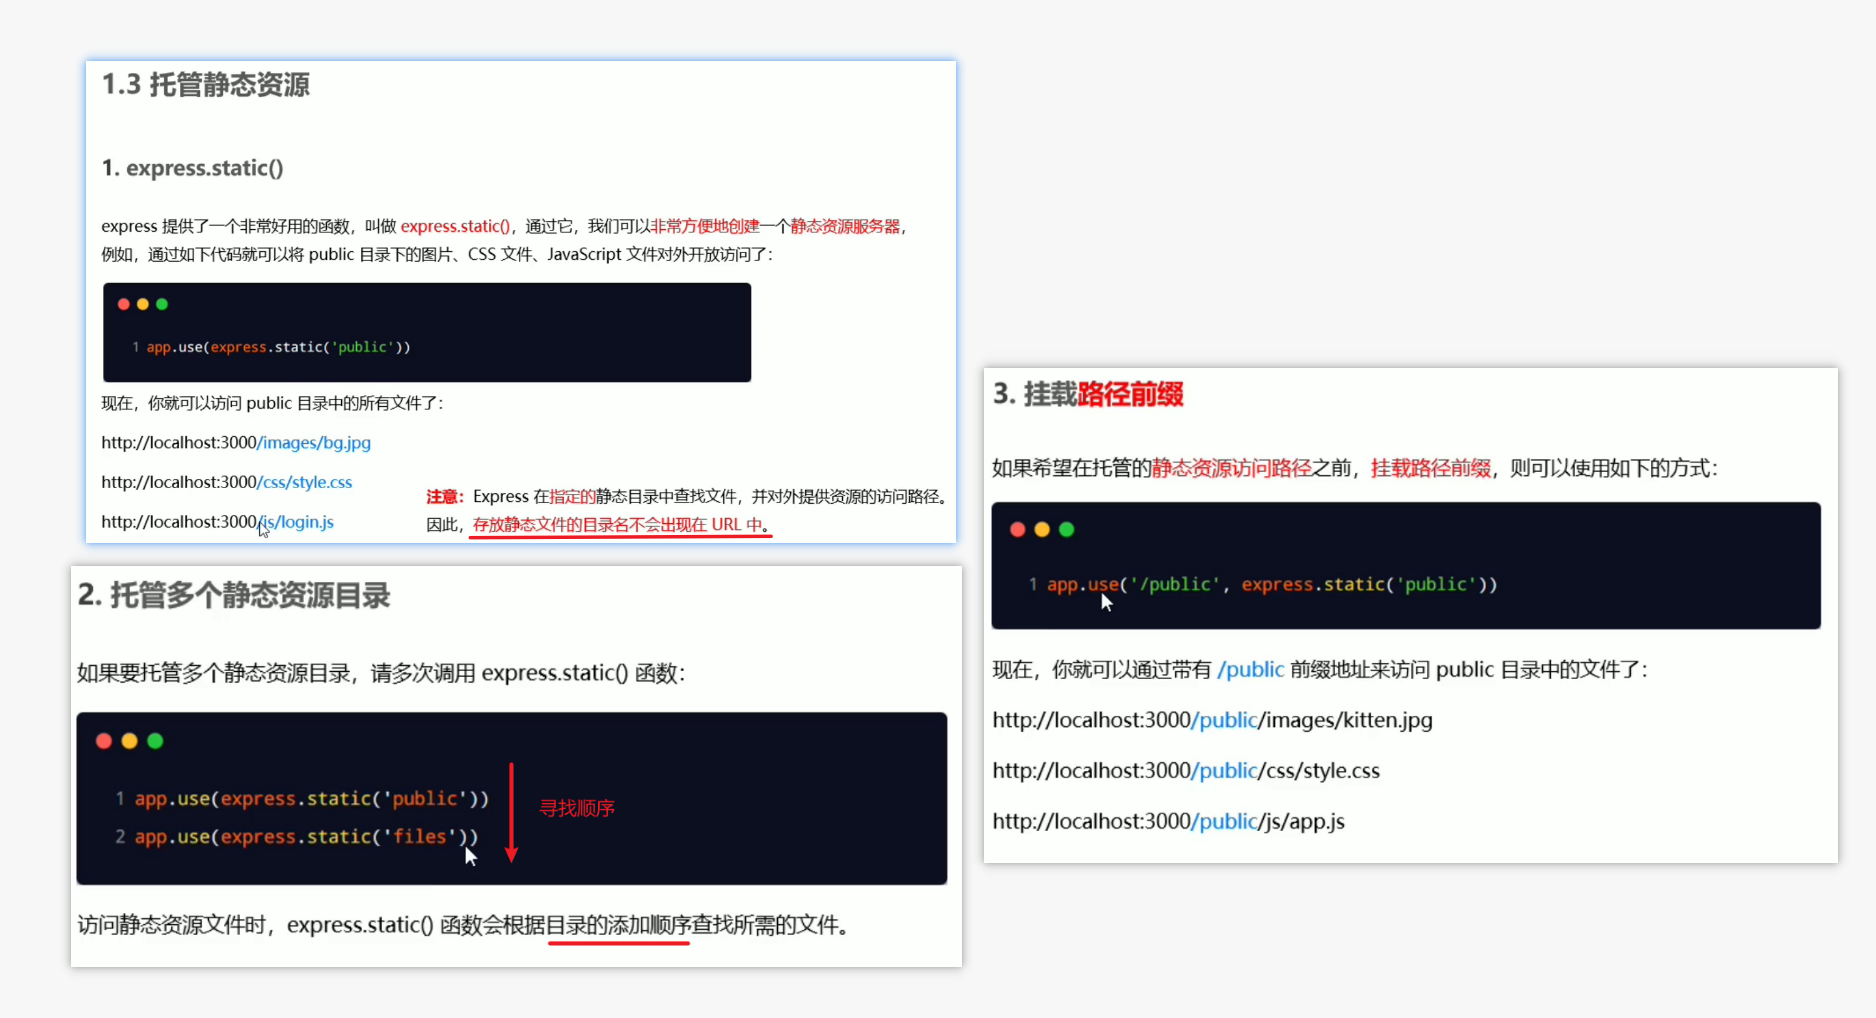 1.3 托管静态资源
1. express.static()
express 提供了一个非常好用的函数，叫做 express.static()，通过它，我们可以非常方便地创建一个静态资源服务器，
例如，通过如下代码就可以将 public 目录下的图片、CSS 文件、JavaScript 文件对外开放访问了：
1 app.use(express.static('public'))
现在，你就可以访问 public 目录中的所有文件了：
http://localhost:3000/images/bg.jpg
http://localhost:3000/css/style.css
http://localhost:3000/js/login.js
注意：Express 在指定的静态目录中查找文件，并对外提供资源的访问路径。
因此，存放静态文件的目录名不会出现在 URL 中。
2. 托管多个静态资源目录
如果要托管多个静态资源目录，请多次调用 express.static() 函数：
1 app.use(express.static('public'))
2 app.use(express.static('files'))
寻找顺序
访问静态资源文件时，express.static() 函数会根据目录的添加顺序查找所需的文件。
3. 挂载路径前缀
如果希望在托管的静态资源访问路径之前，挂载路径前缀，则可以使用如下的方式：
1 app.use('/public', express.static('public'))
现在，你就可以通过带有 /public 前缀地址来访问 public 目录中的文件了：
http://localhost:3000/public/images/kitten.jpg
http://localhost:3000/public/css/style.css
http://localhost:3000/public/js/app.js